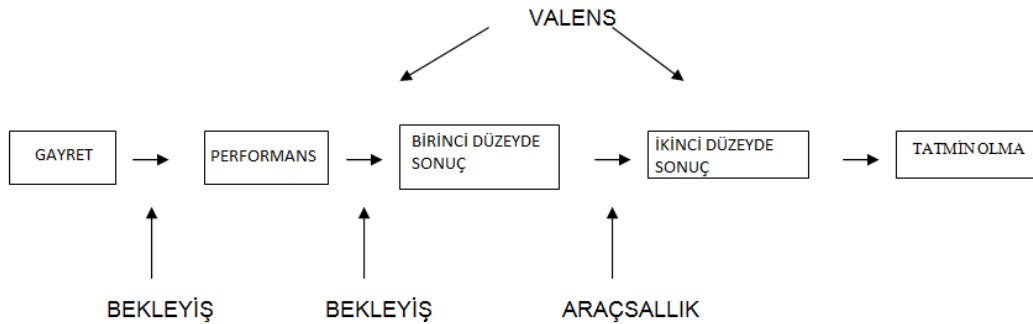 VALENS
GAYRET
PERFORMANS
BİRİNCİ DÜZEYDE
SONUÇ
İKİNCİ DÜZEYDE
SONUÇ
TATMİN OLMA
BEKLEYİŞ
BEKLEYİŞ
ARAÇSALLIK